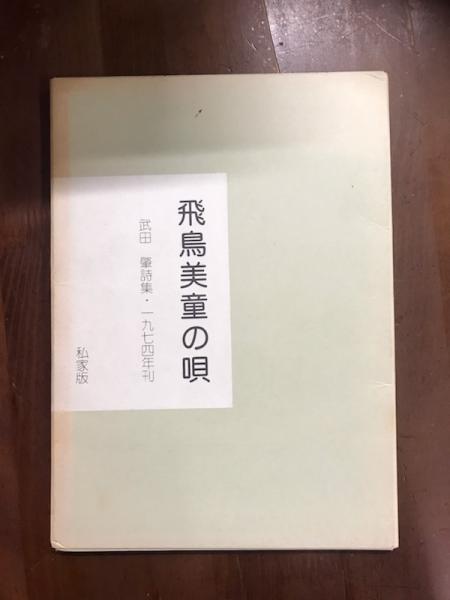 飛鳥美童の唄
武田 肇詩集・一九七四年刊
私家版